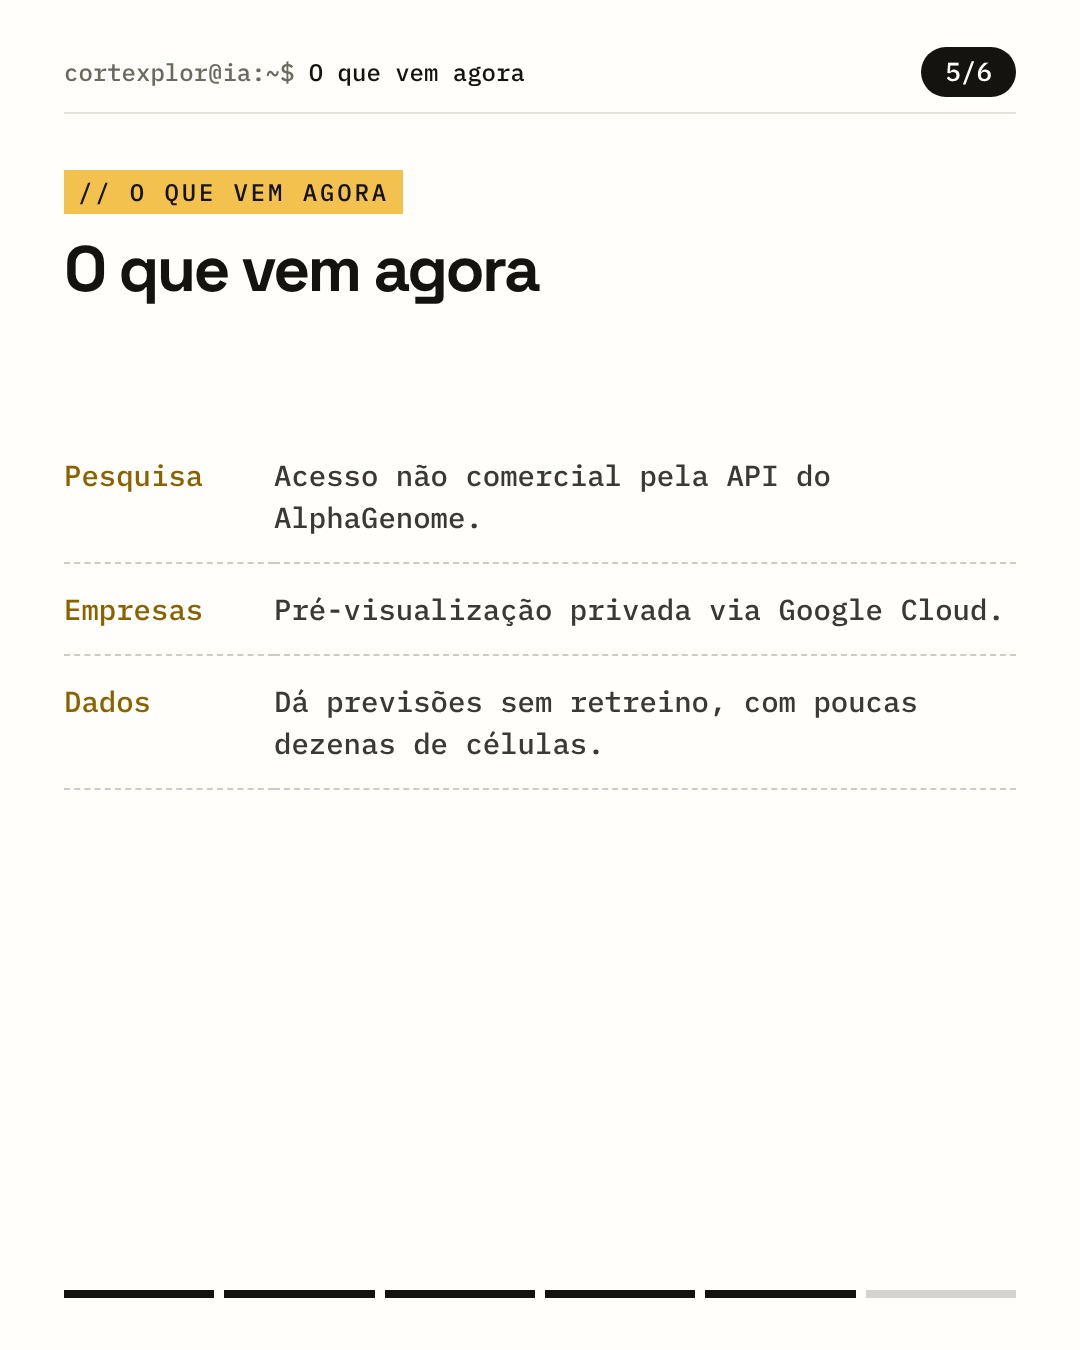 cortexplor@ia:~$ O que vem agora
5/6
// O QUE VEM AGORA
O que vem agora
Pesquisa
Acesso não comercial pela API do
AlphaGenome.
Empresas
Pré-visualização privada via Google Cloud.
Dados
Dá previsões sem retreino, com poucas
dezenas de células.